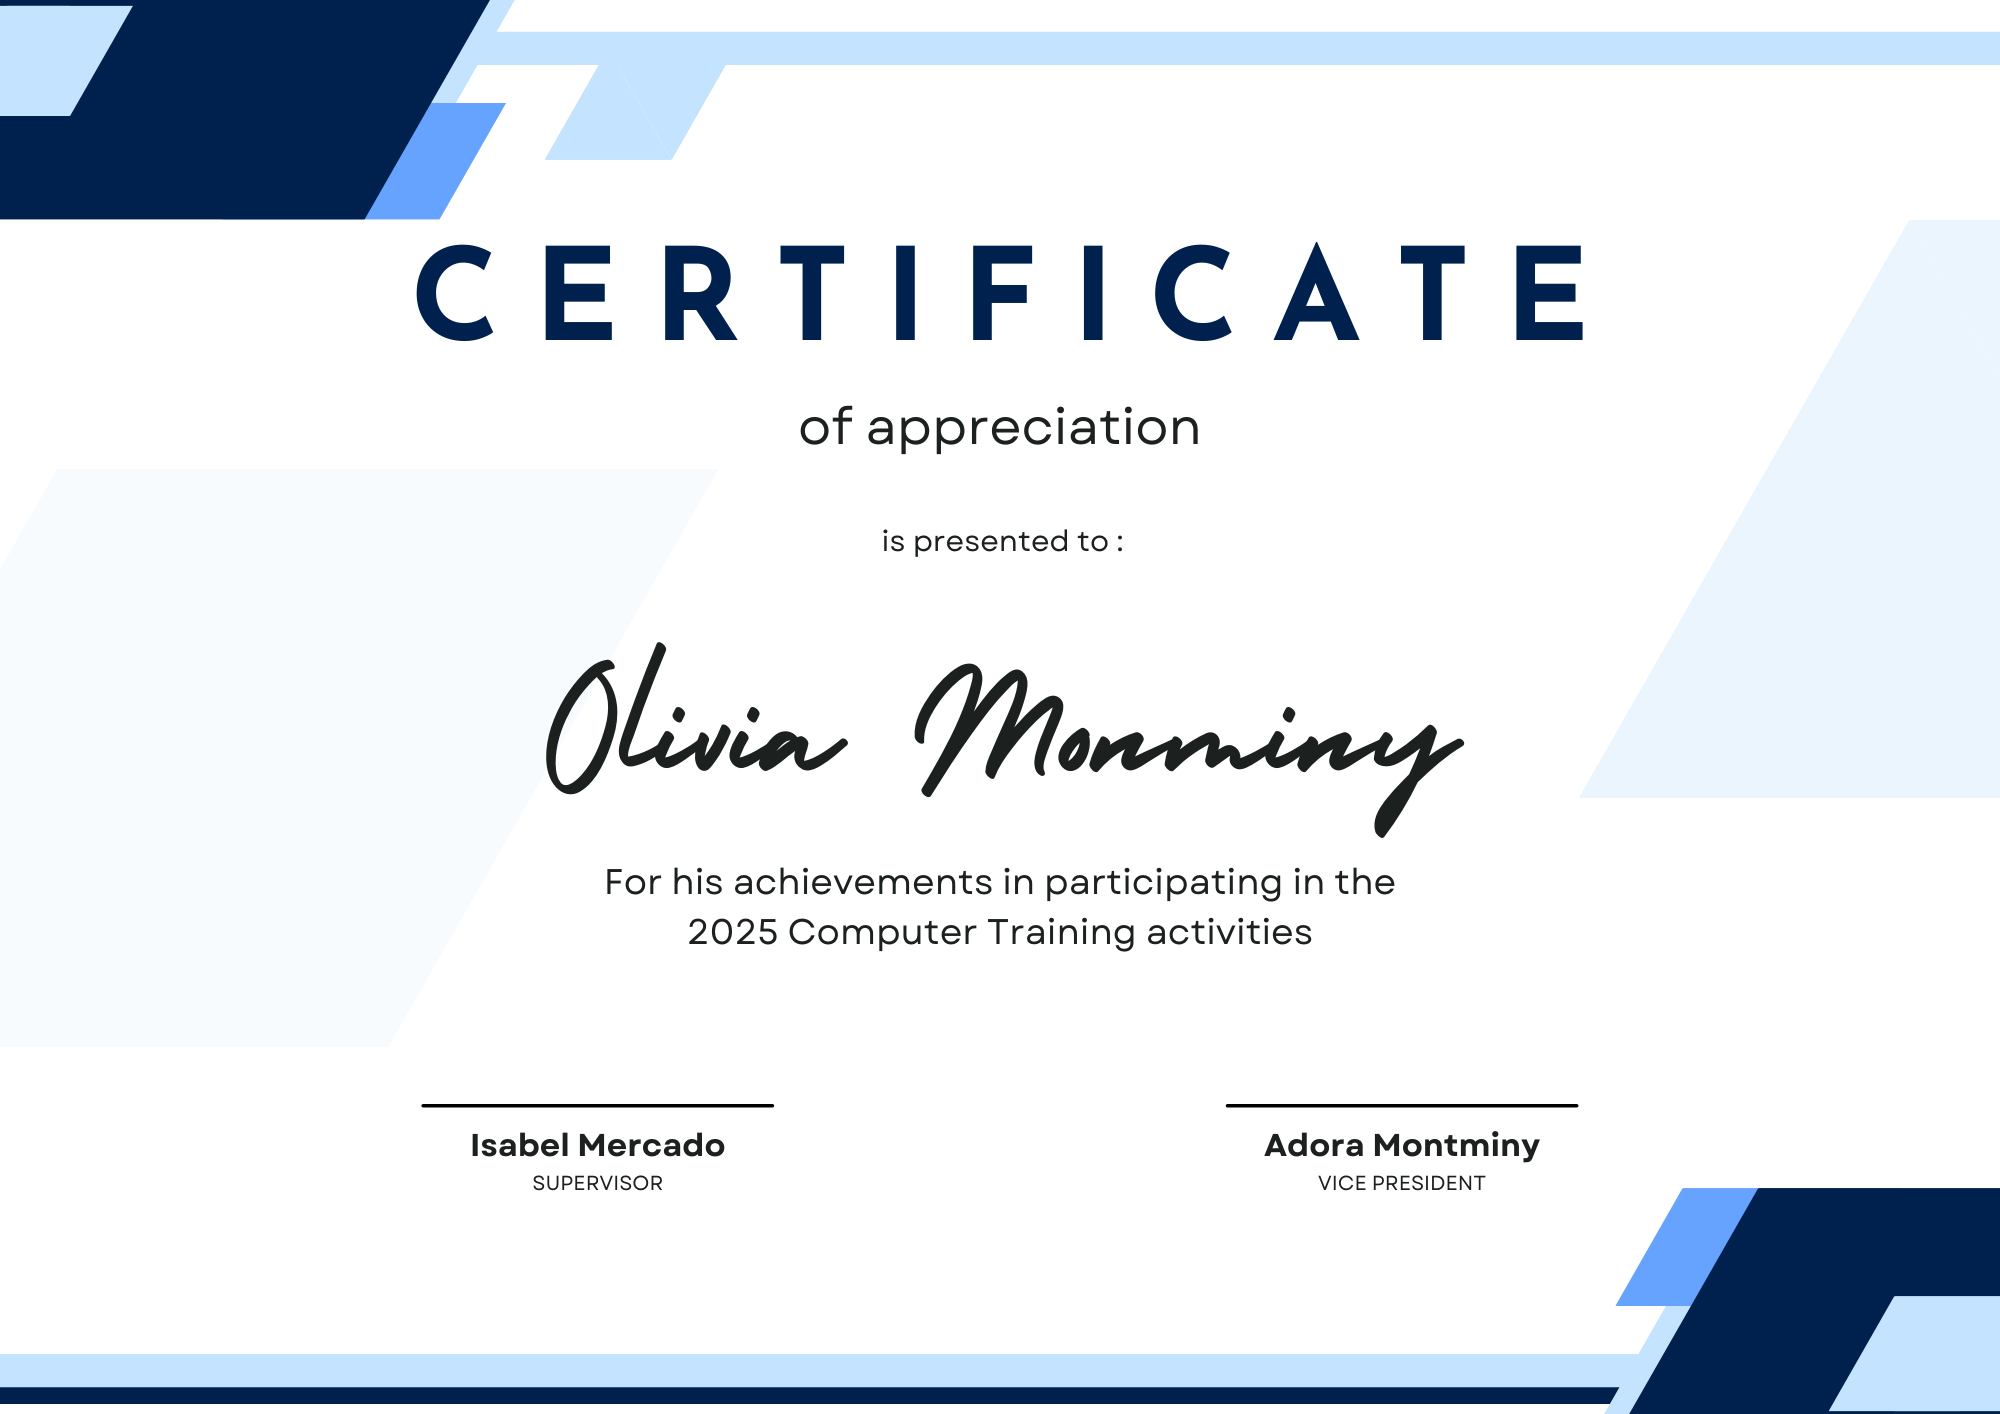 CERTIFICATE
of appreciation
is presented to :
Olivia Monminy
For his achievements in participating in the
2025 Computer Training activities
Isabel Mercado
SUPERVISOR
Adora Montminy
VICE PRESIDENT